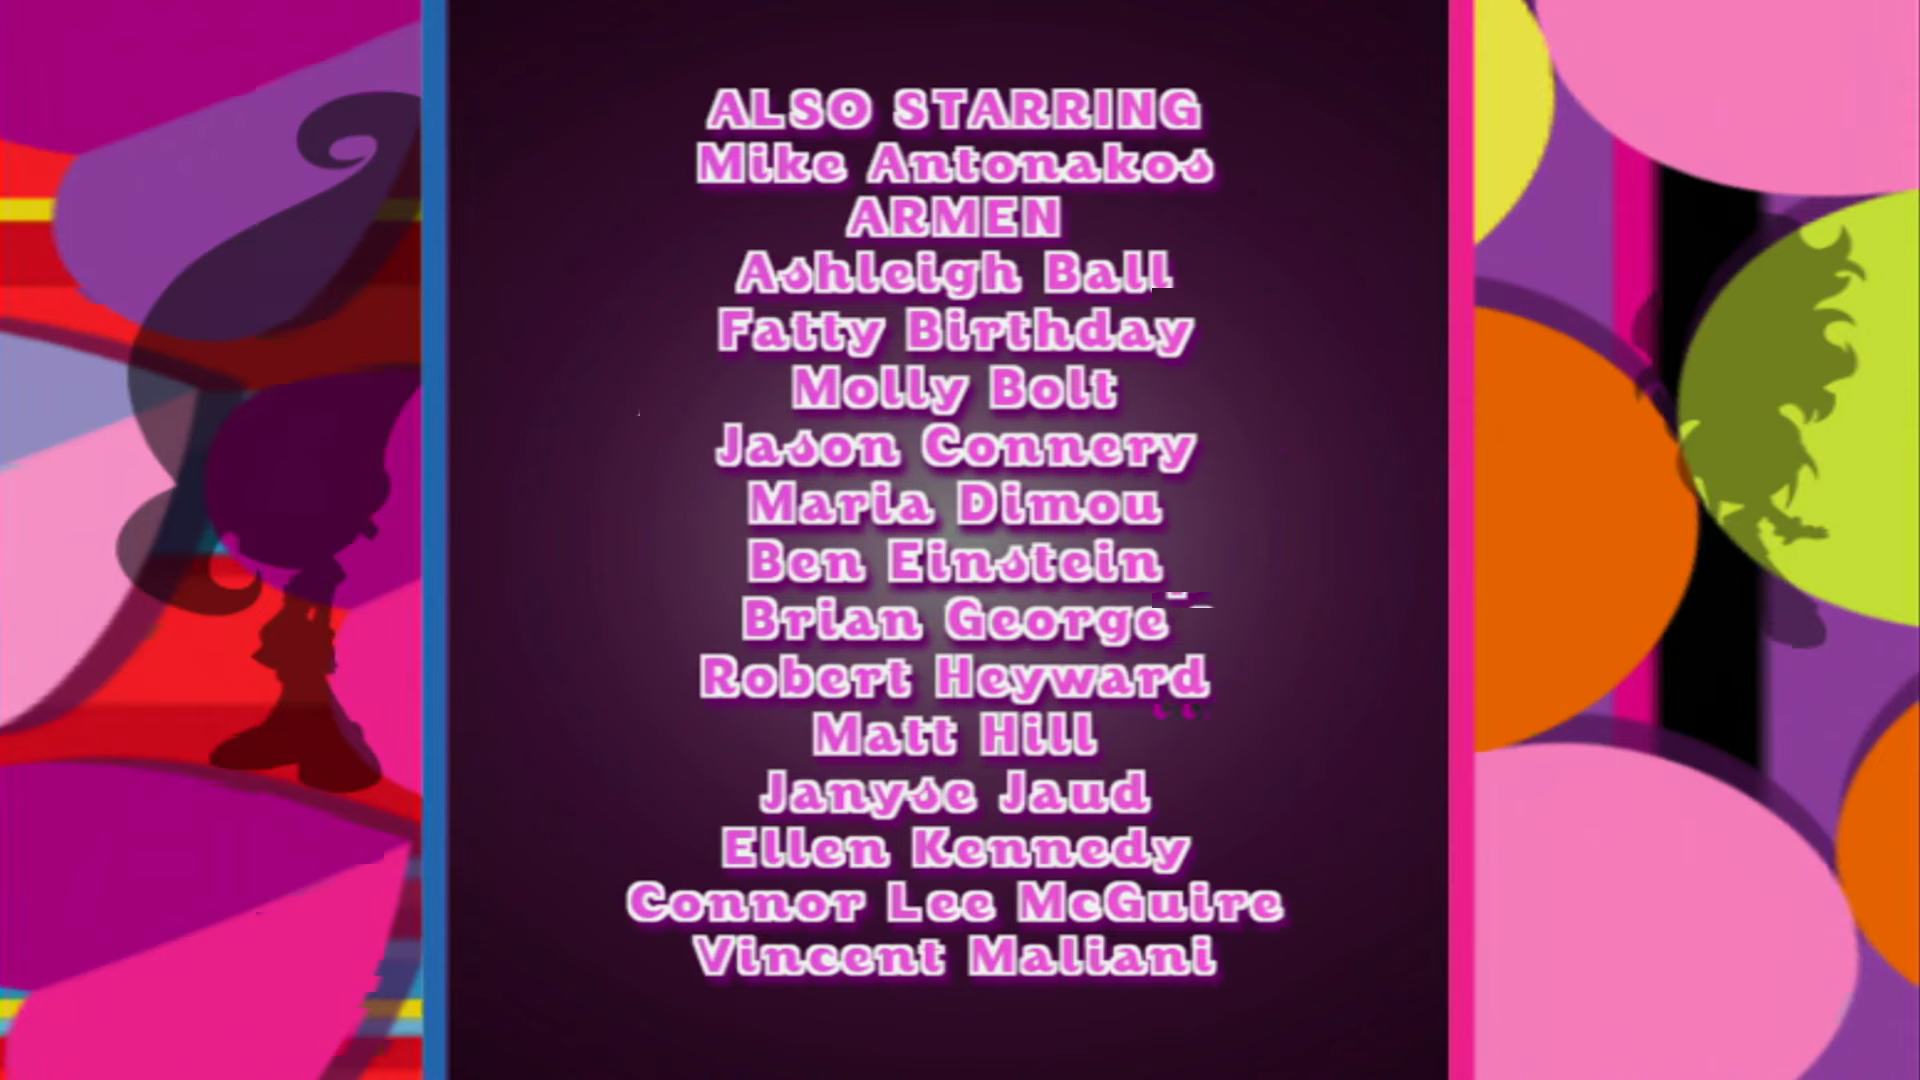 ALSO STARRING
Mike Antonakos
ARMEN
Ashleigh Ball
Fatty Birthday
Molly Bolt
Jason Connery
Maria Dimou
Ben Einstein
Brian George
Robert Heyward
Matt Hill
Janyse Jaud
Ellen Kennedy
Connor Lee McGuire
Vincent Maliani